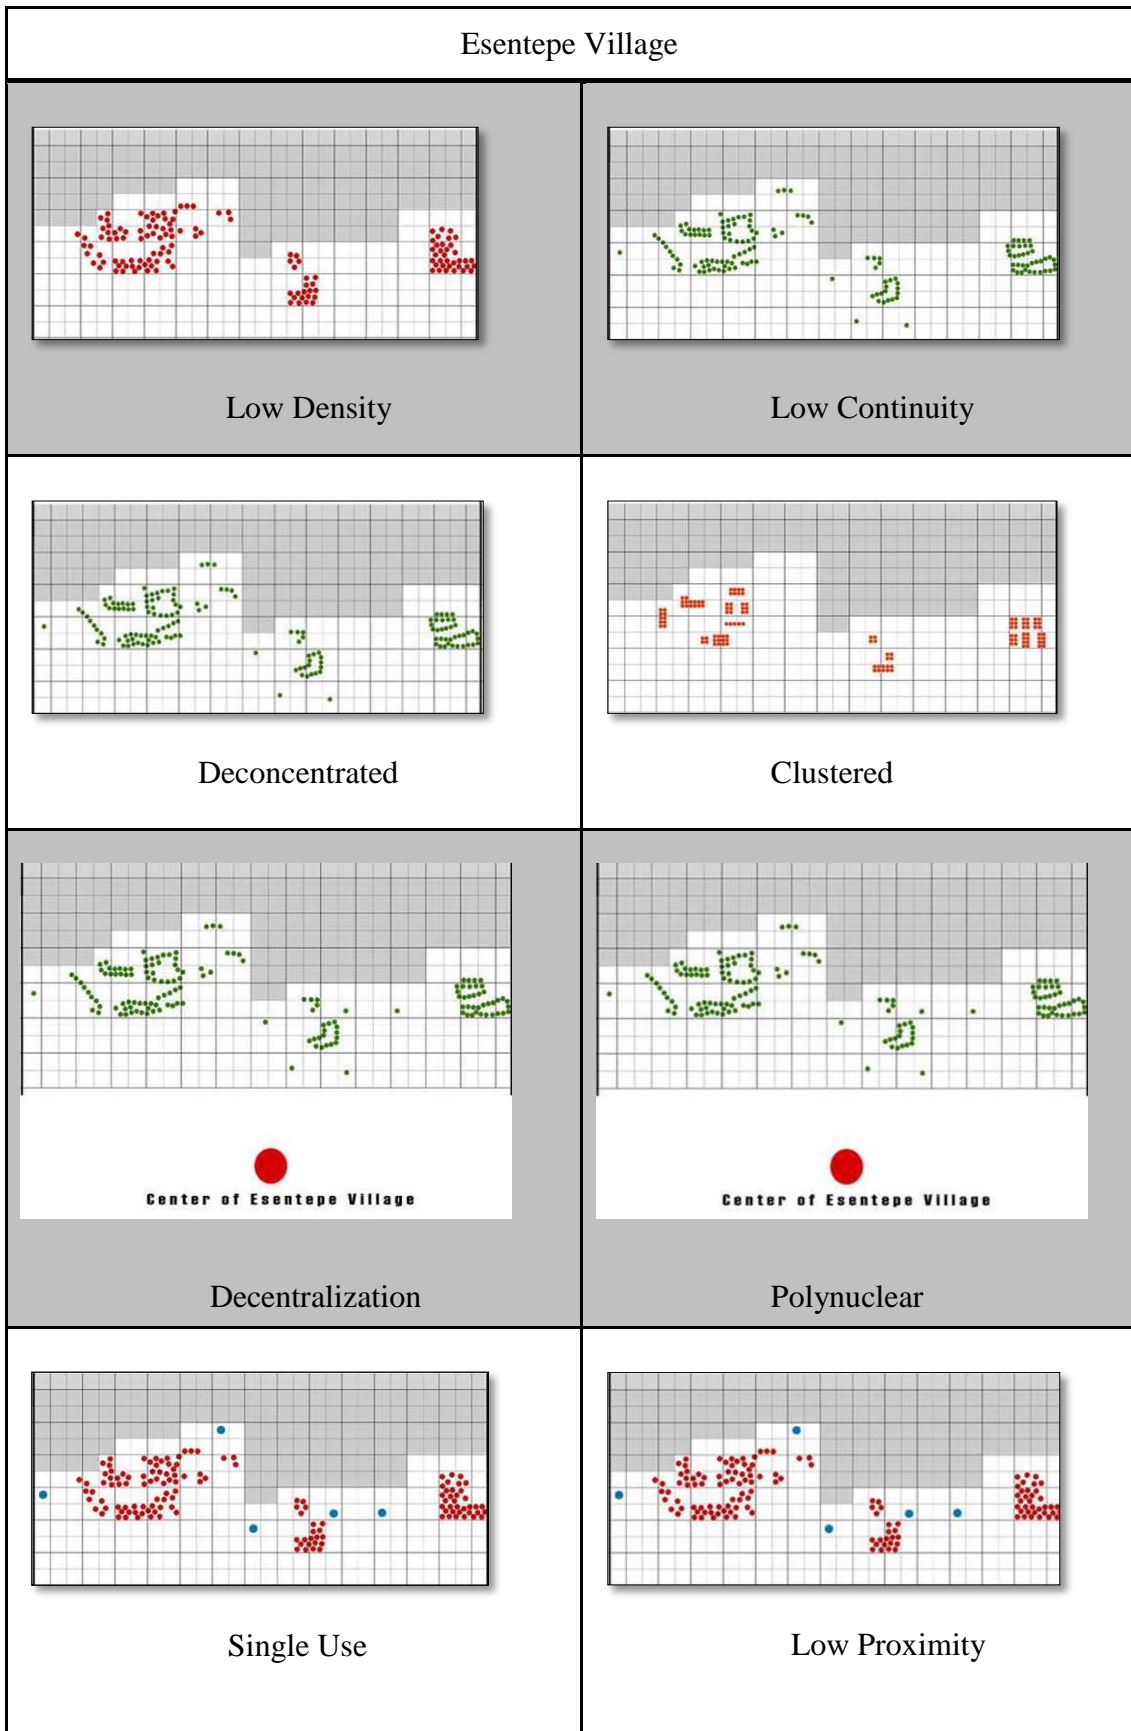 Esentepe Village
Low Density
Low Continuity
Deconcentrated
Clustered
Center of Esentepe Village
Center of Esentepe Village
Decentralization
Polynuclear
Single Use
Low Proximity